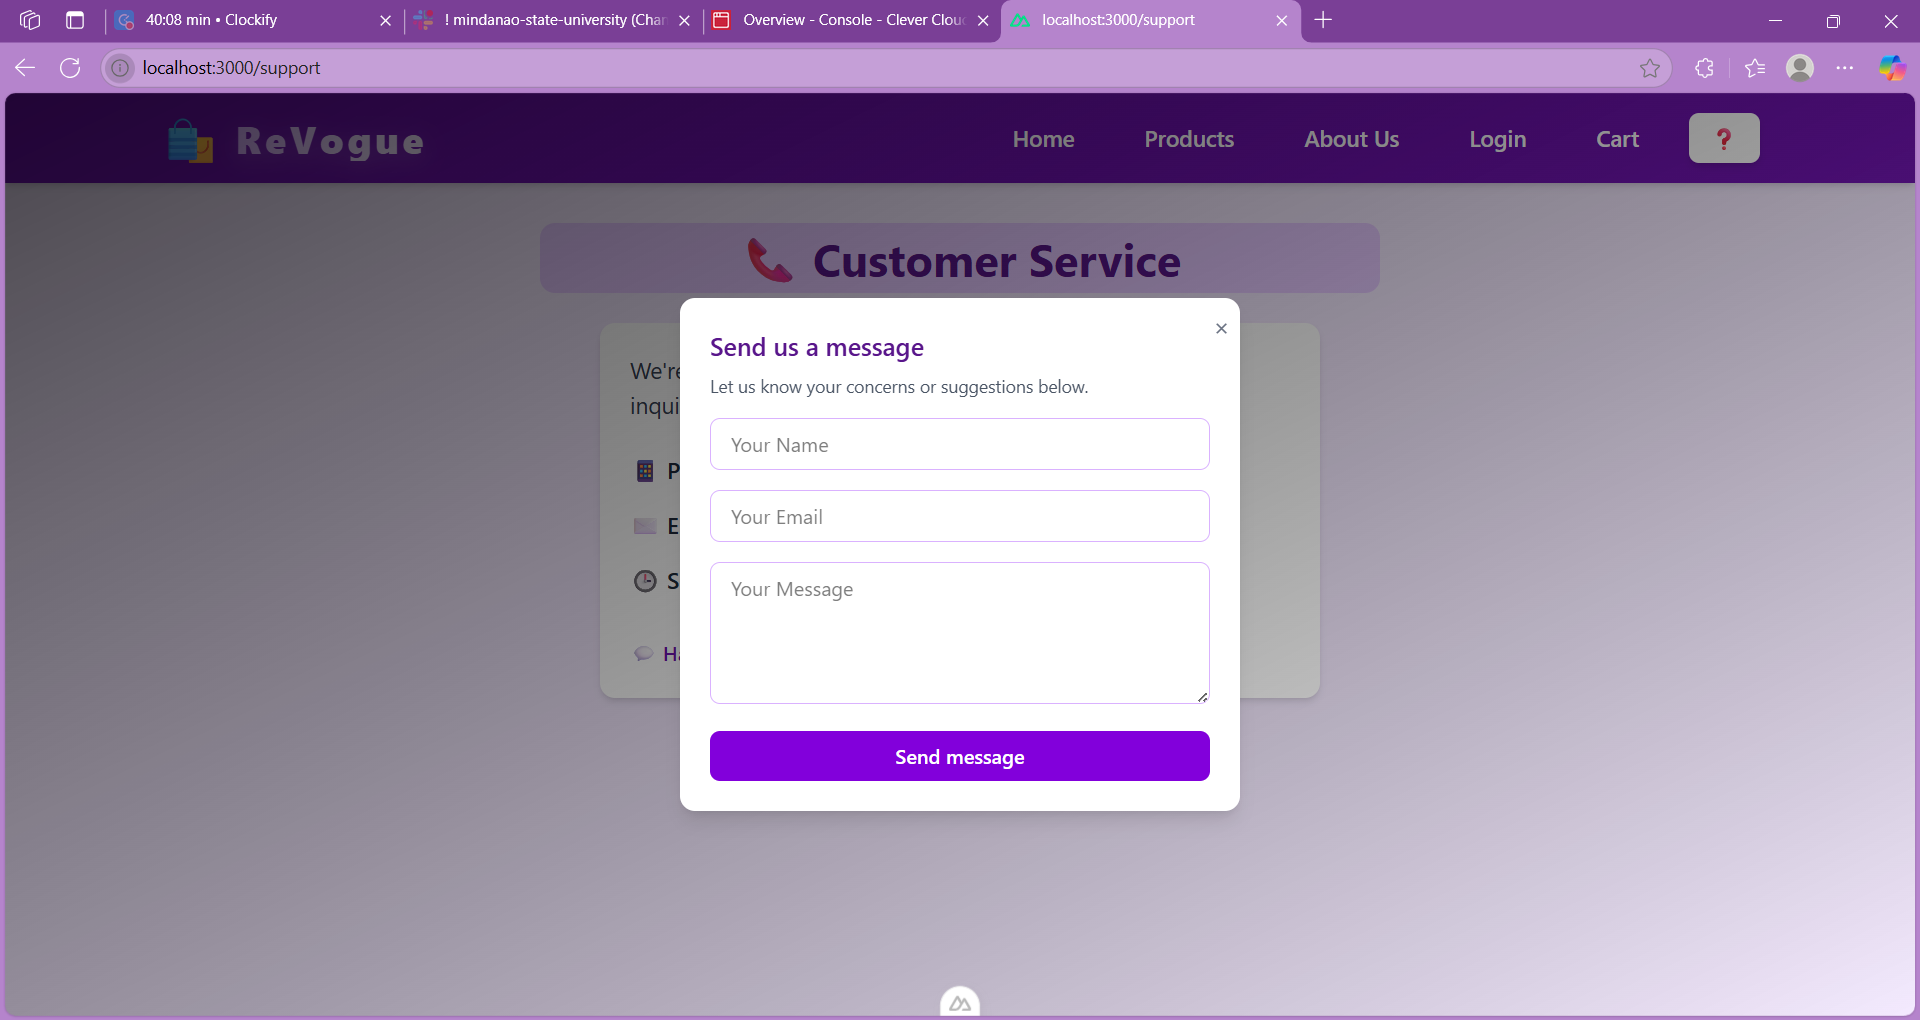 40:08 min • Clockify
! mindanao-state-university (Char
Overview - Console - Clever Clou
localhost:3000/support
localhost:3000/support
ReVogue
Home
Products
About Us
Login
Cart
Customer Service
We're
inqui
P
E
S
Ha
Send us a message
Let us know your concerns or suggestions below.
Your Name
Your Email
Your Message
Send message